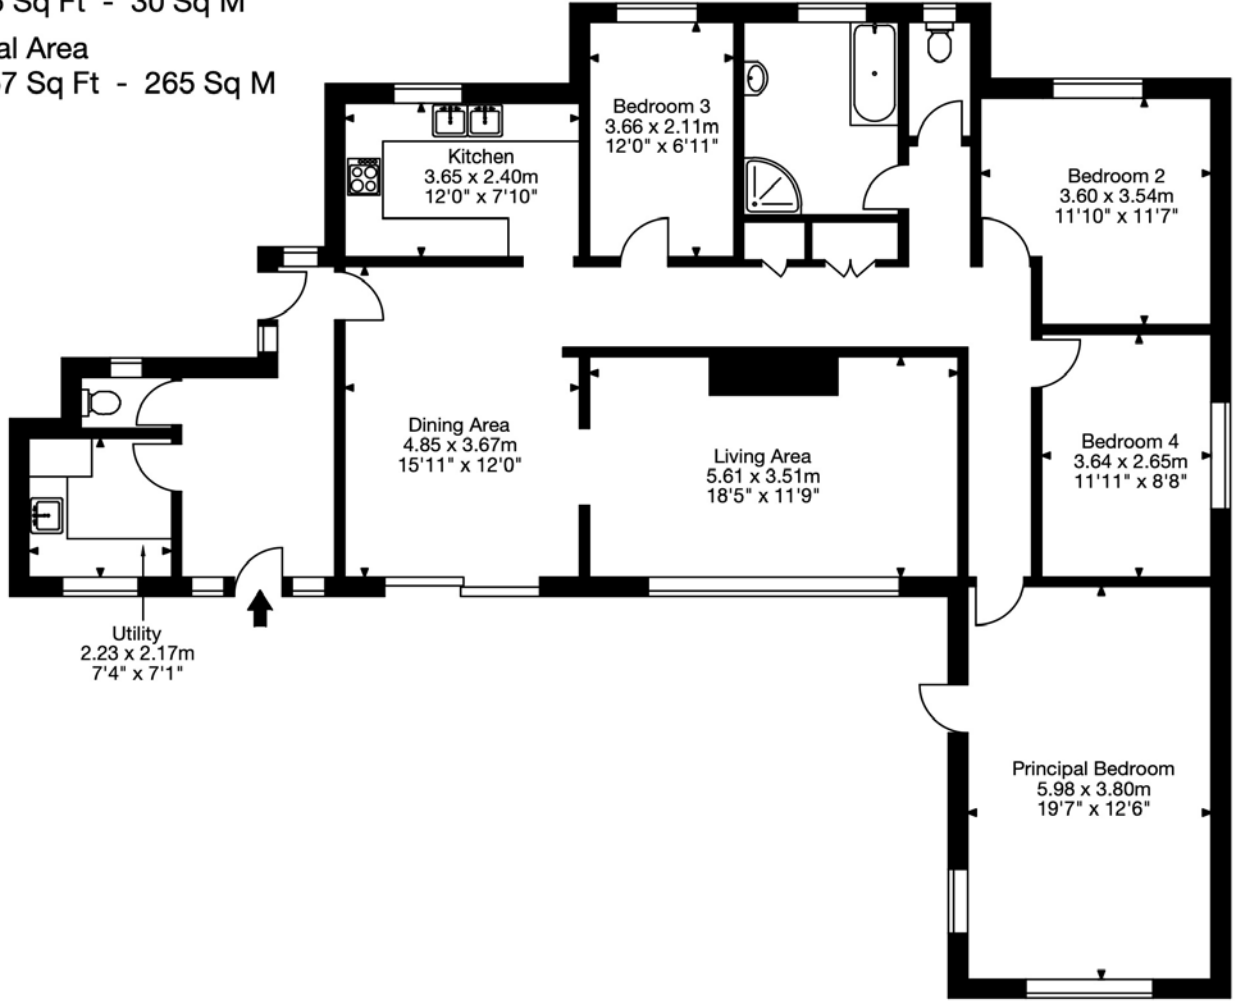 Sq Ft - 30 Sq M
Area
Sq Ft - 265 Sq M
Bedroom 3
3.66 x 2.11m
12'0" x 6'11"
Kitchen
3.65 x 2.40m
12'0" x 7'10"
Bedroom 2
3.60 x 3.54m
11'10" x 11'7"
Dining Area
4.85 x 3.67m
15'11" x 12'0"
Living Area
5.61 x 3.51m
18'5" x 11'9"
Bedroom 4
3.64 x 2.65m
11'11" x 8'8"
Utility
2.23 x 2.17m
7'4" x 7'1"
Principal Bedroom
5.98 x 3.80m
19'7" x 12'6"